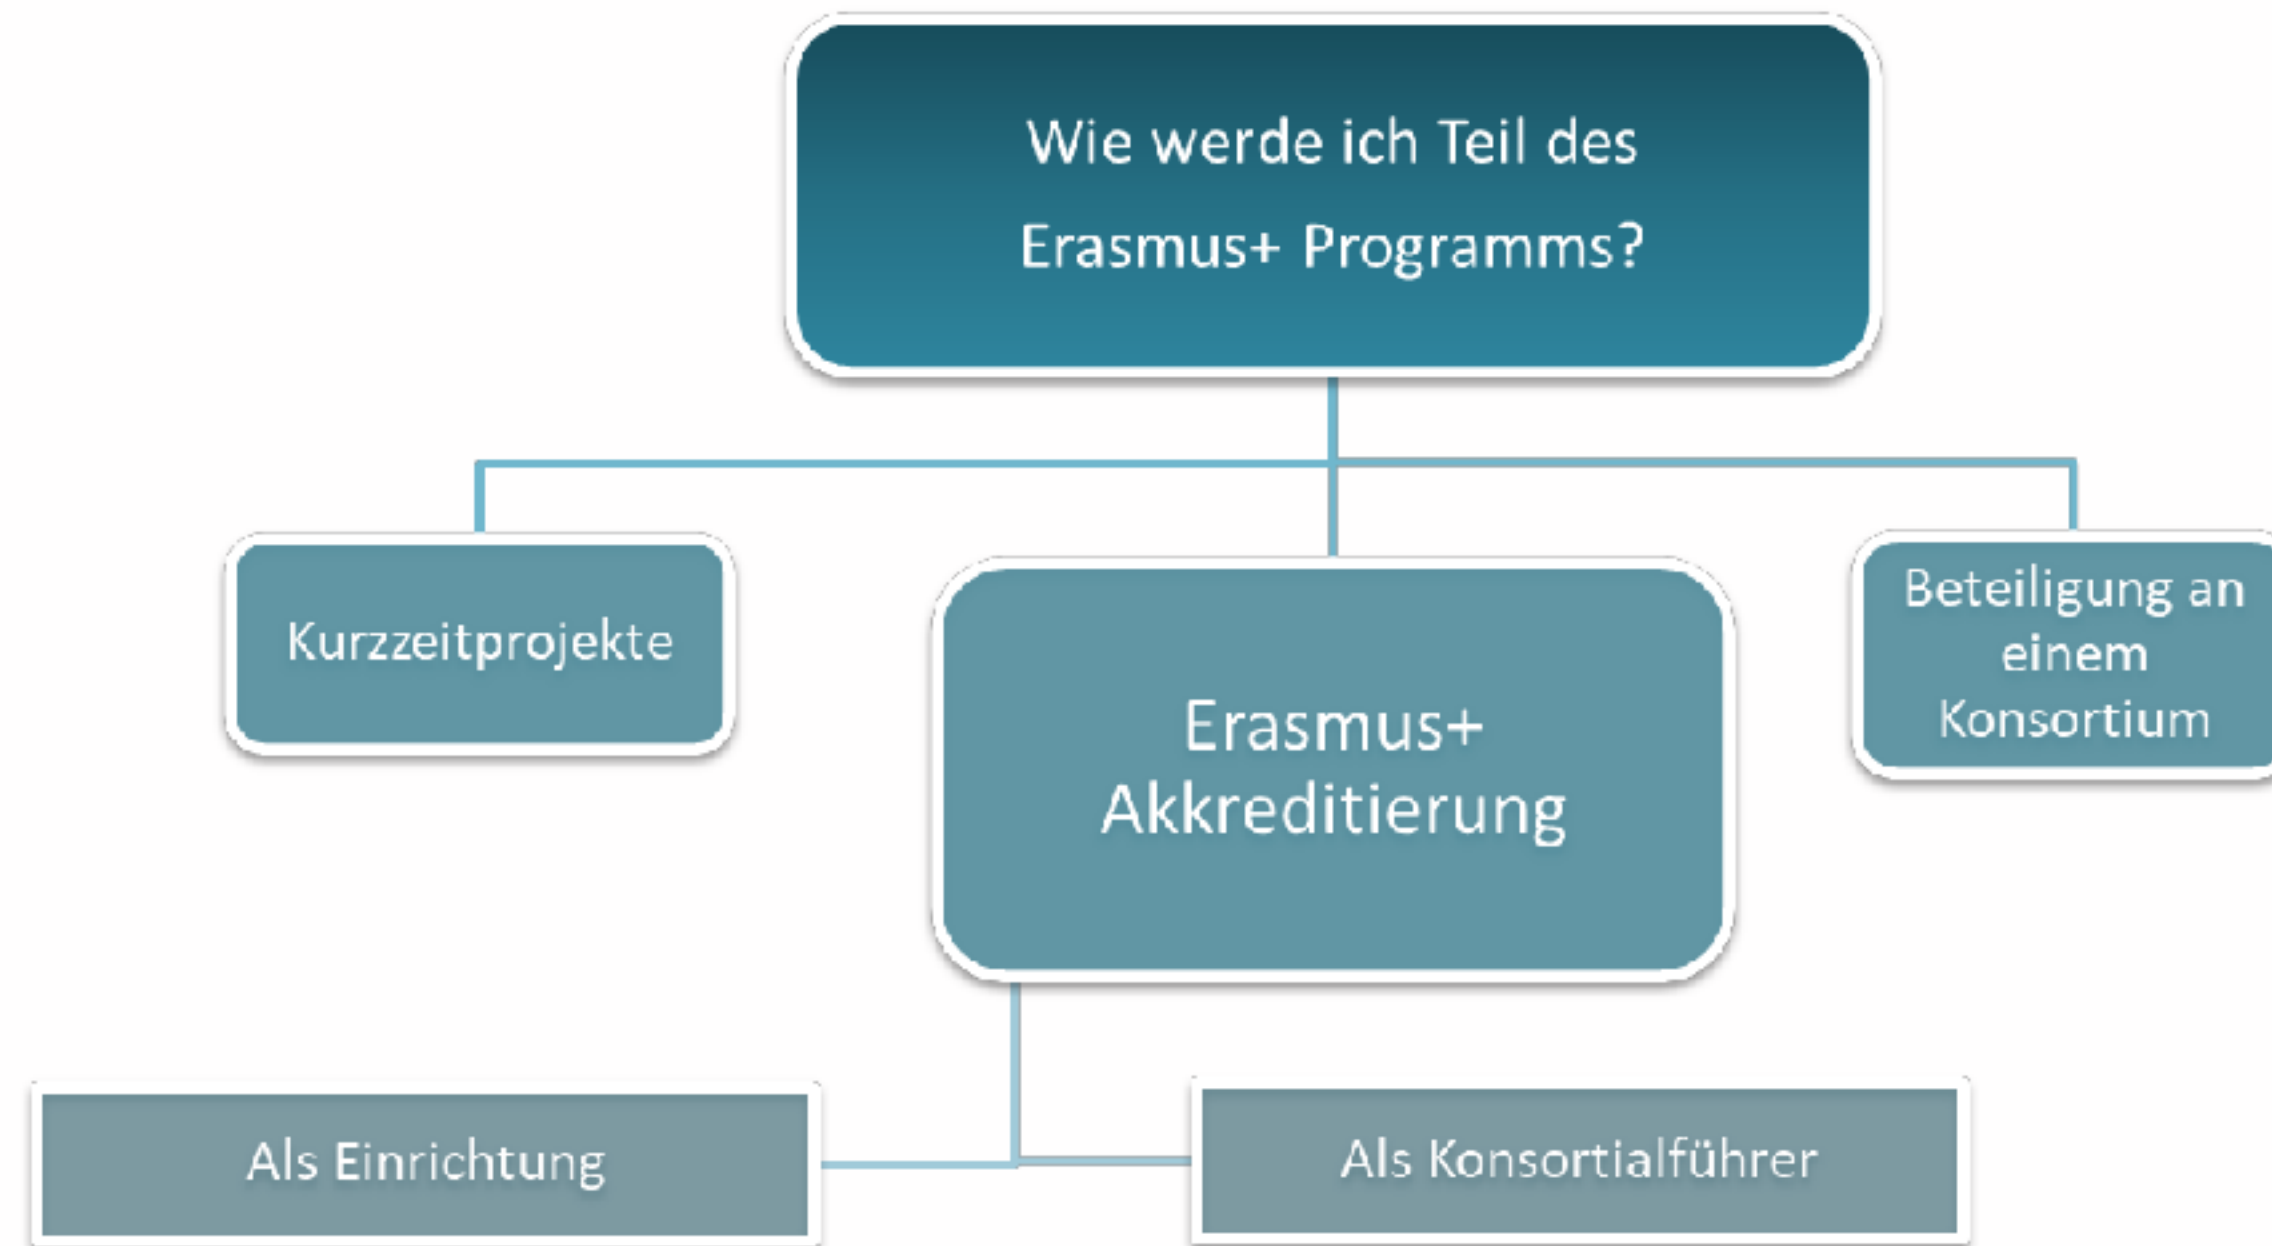 Wie werde ich Teil des
Erasmus+ Programms?
Kurzzeitprojekte
Erasmus+
Akkreditierung
Beteiligung an
einem
Konsortium
Als Einrichtung
Als Konsortialführer